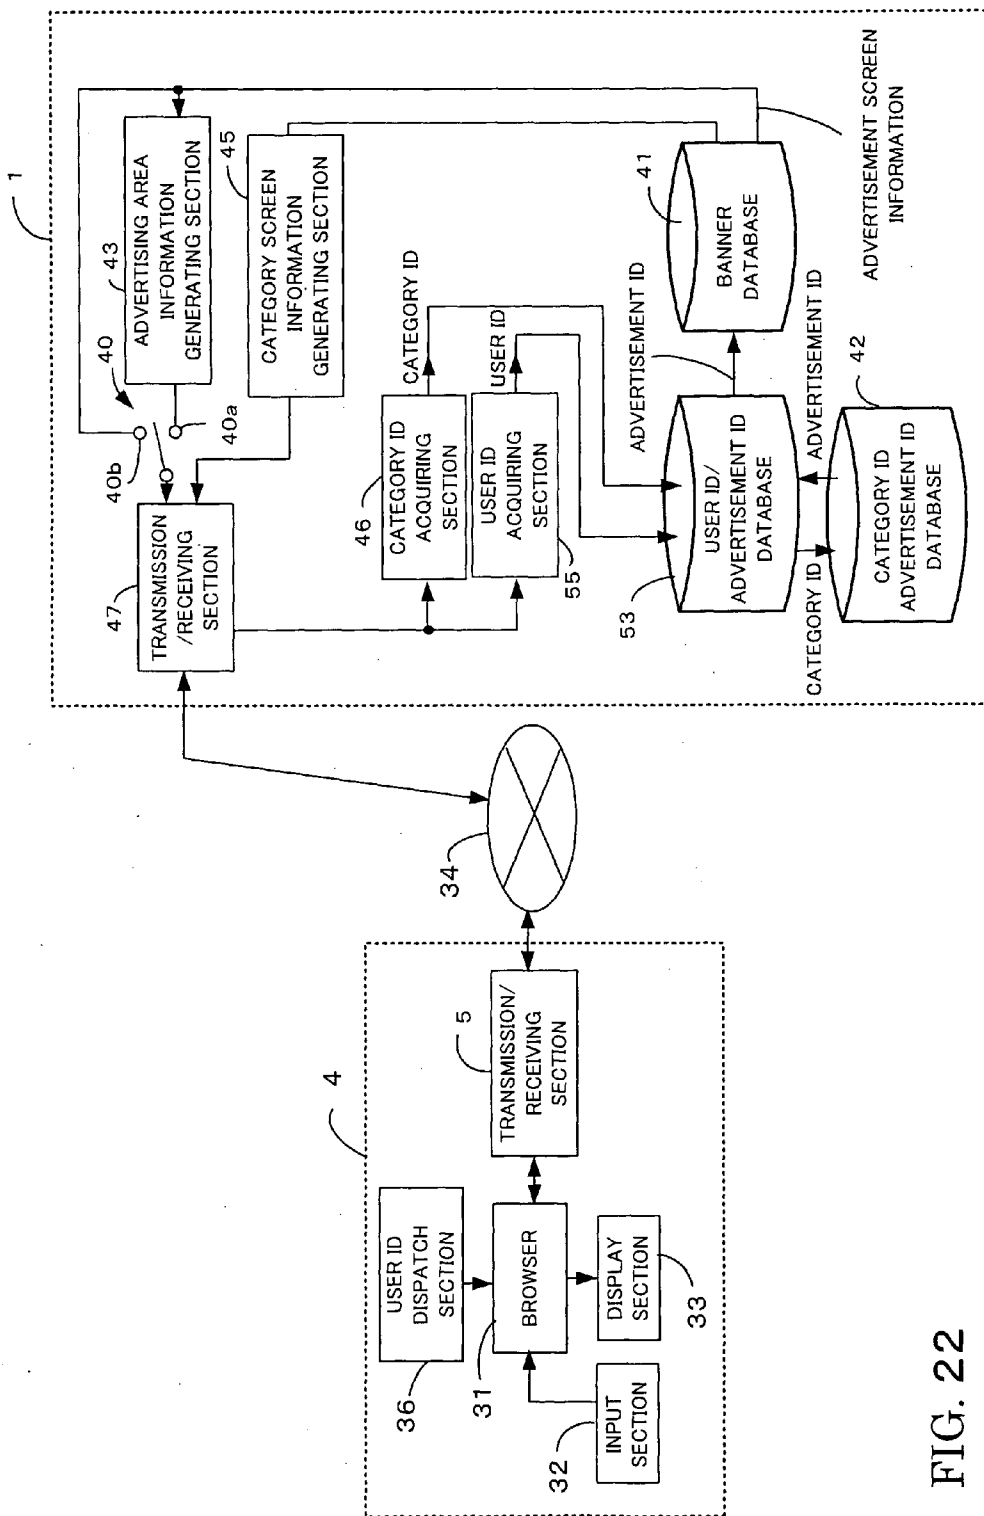 1
40
43
ADVERTISING AREA
INFORMATION
GENERATING SECTION
40b
40a
45
CATEGORY SCREEN
INFORMATION
GENERATING SECTION
47
TRANSMISSION
/RECEIVING
SECTION
46
CATEGORY ID
ACQUIRING
SECTION
CATEGORY ID
USER ID
ACQUIRING
SECTION
USER ID
55
53
USER ID/
ADVERTISEMENT ID
DATABASE
ADVERTISEMENT ID
41
BANNER
DATABASE
ADVERTISEMENT SCREEN
INFORMATION
CATEGORY ID
ADVERTISEMENT ID
42
CATEGORY ID
ADVERTISEMENT ID
DATABASE
34
4
5
TRANSMISSION/
RECEIVING
SECTION
36
USER ID
DISPATCH
SECTION
31
BROWSER
32
INPUT
SECTION
DISPLAY
SECTION
33
FIG. 22